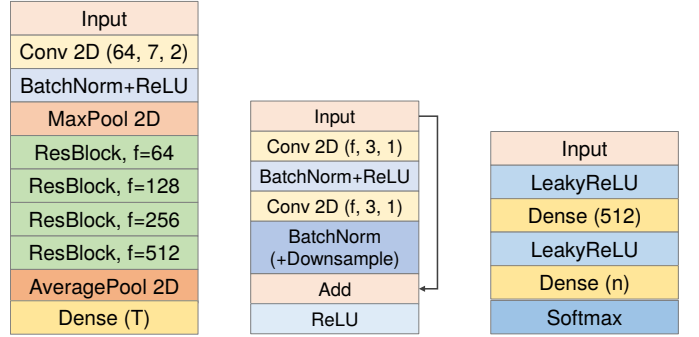 Input
Conv 2D (64, 7, 2)
BatchNorm+ReLU
MaxPool 2D
ResBlock, f=64
ResBlock, f=128
ResBlock, f=256
ResBlock, f=512
AveragePool 2D
Dense (T)
Input
Conv 2D (f, 3, 1)
BatchNorm+ReLU
Conv 2D (f, 3, 1)
BatchNorm
(+Downsample)
Add
ReLU
Input
LeakyReLU
Dense (512)
LeakyReLU
Dense (n)
Softmax